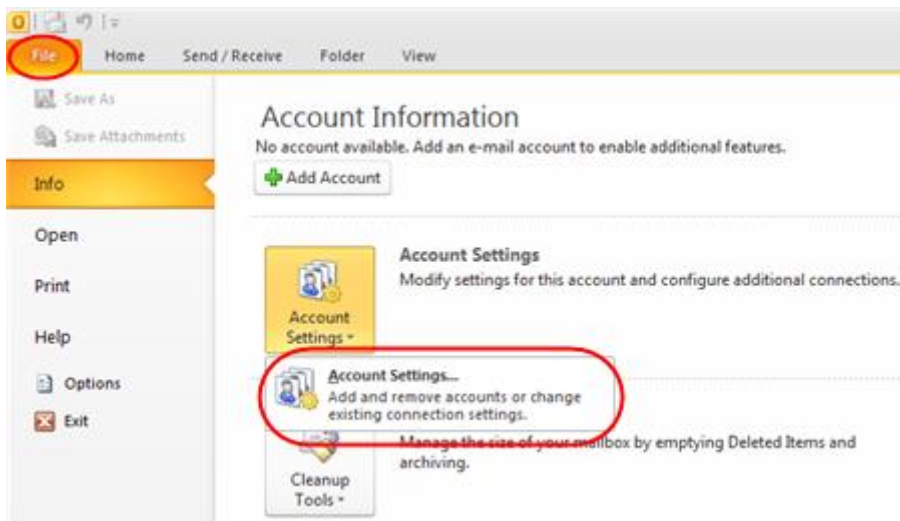 File Home Send / Receive Folder View
Save As
Save Attachments
Info
Open
Print
Help
Options
Exit
Account Information
No account available. Add an e-mail account to enable additional features.
Add Account
Account Settings
Modify settings for this account and configure additional connections.
Account
Settings
Account Settings...
Add and remove accounts or change
existing connection settings.
Manage the size of your mailbox by emptying Deleted Items and
archiving.
Cleanup
Tools